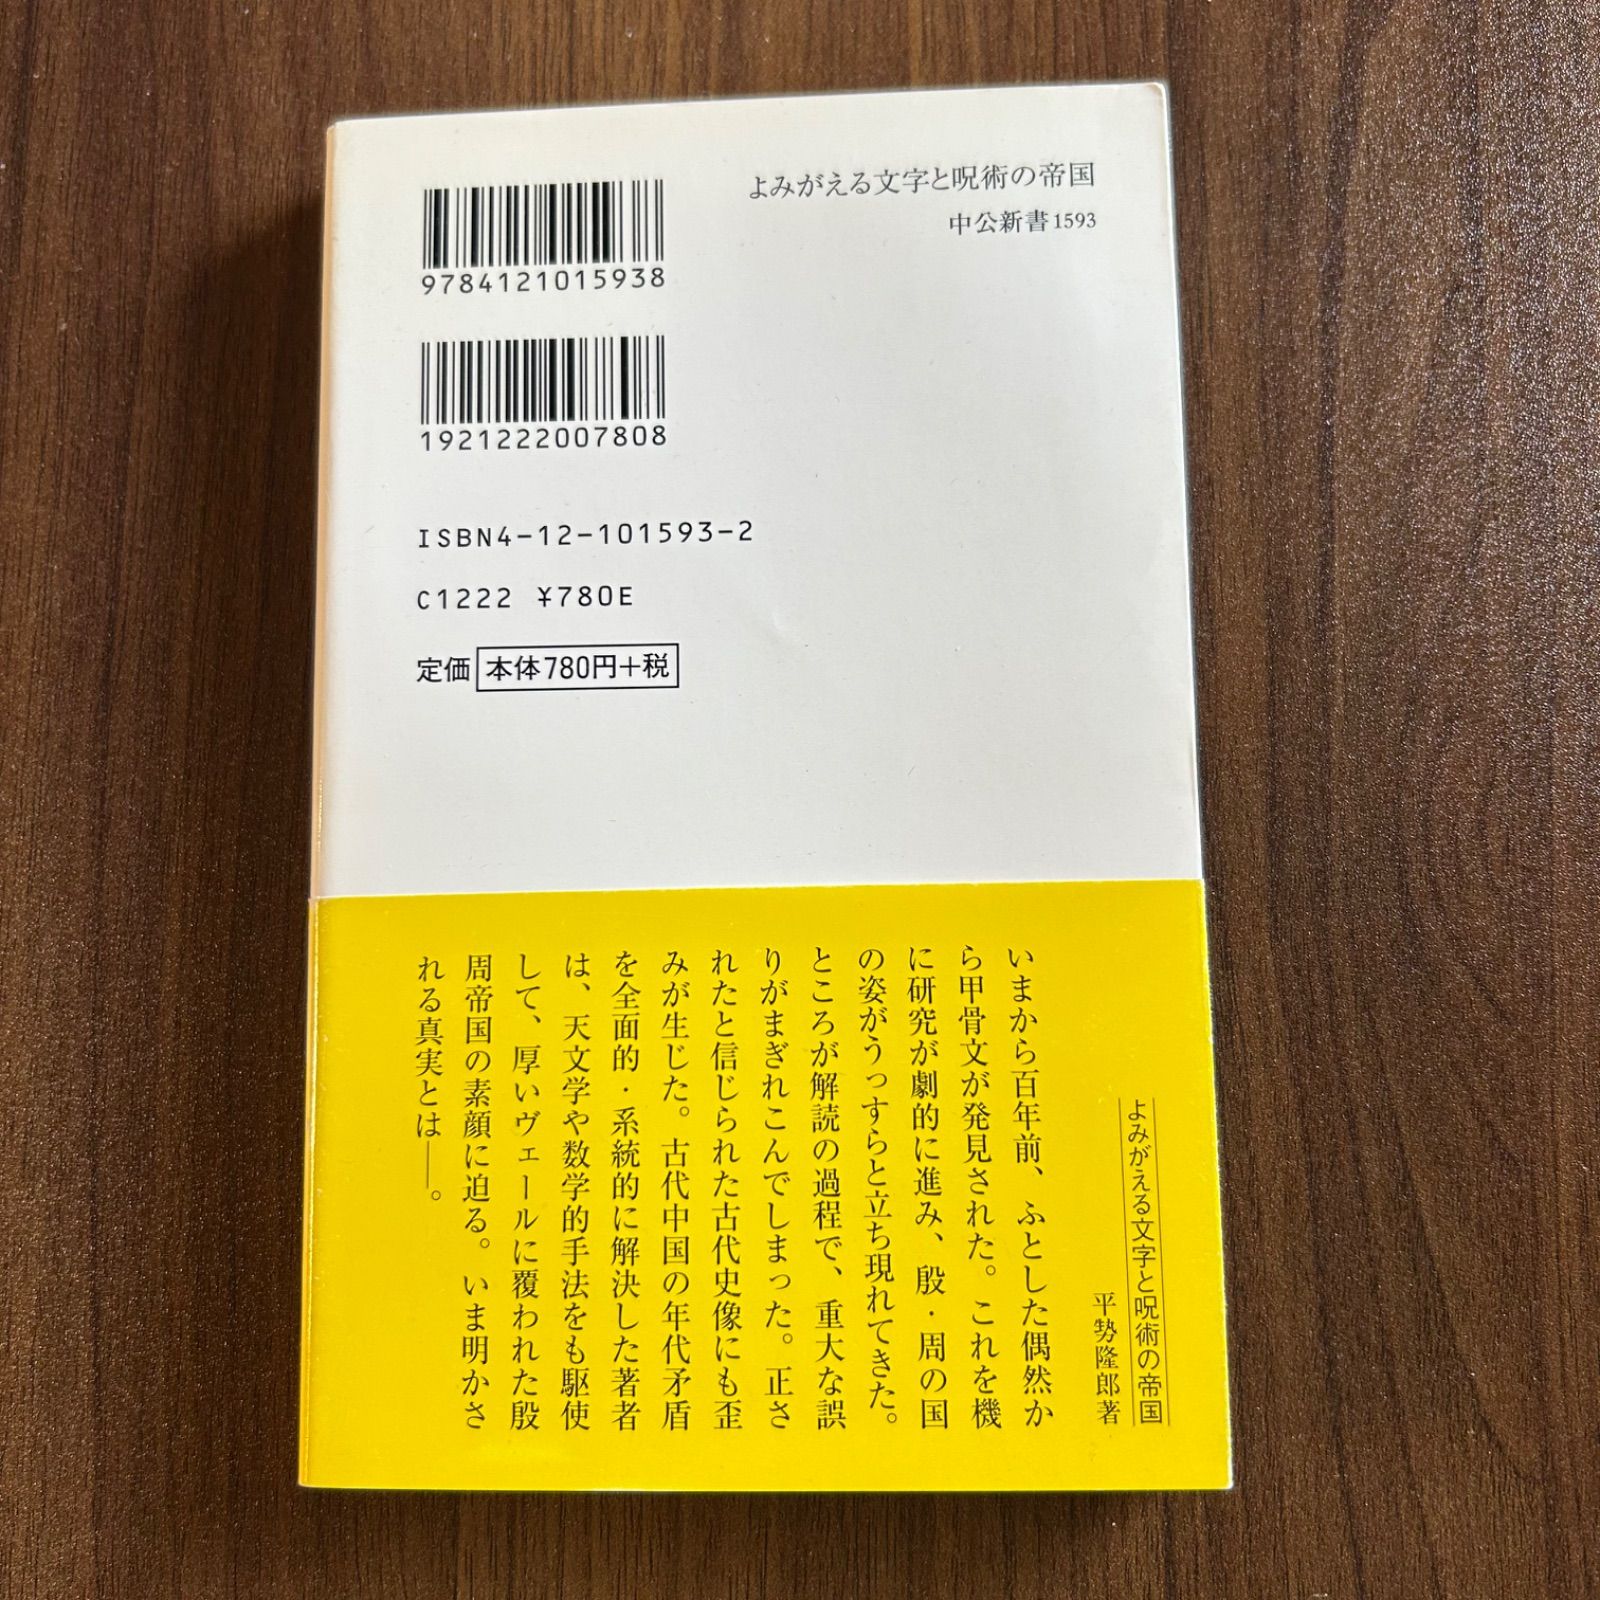 よみがえる文字と呪術の帝国
中公新書1593
9784121015938
1921222007808
ISBN4-12-101593-2
C1222 ¥780E
定価 本体780円+税
よみがえる文字と呪術の帝国
平勢隆郎著
いまから百年前、ふとした偶然か
ら甲骨文が発見された。これを機
に研究が劇的に進み、殷・周の国
の姿がうっすらと立ち現れてきた。
ところが解読の過程で、重大な誤
りがまぎれこんでしまった。正さ
れたと信じられた古代史像にも歪
みが生じた。古代中国の年代矛盾
を全面的・系統的に解決した著者
は、天文学や数学的手法をも駆使
して、厚いヴェールに覆われた殷
周帝国の素顔に迫る。いま明かさ
れる真実とは――。